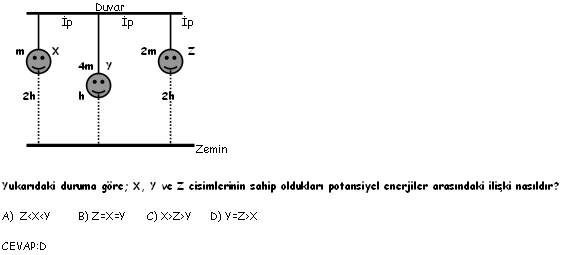 Duvar
İp İp İp
m X 4m Y 2m Z
2h h 2h
Zemin
Yukarıdaki duruma göre; X, Y ve Z cisimlerinin sahip oldukları potansiyel enerjiler arasındaki ilişki nasıldır?
A) Z<X<Y B) Z=X=Y C) X>Z>Y D) Y=Z>X
CEVAP:D